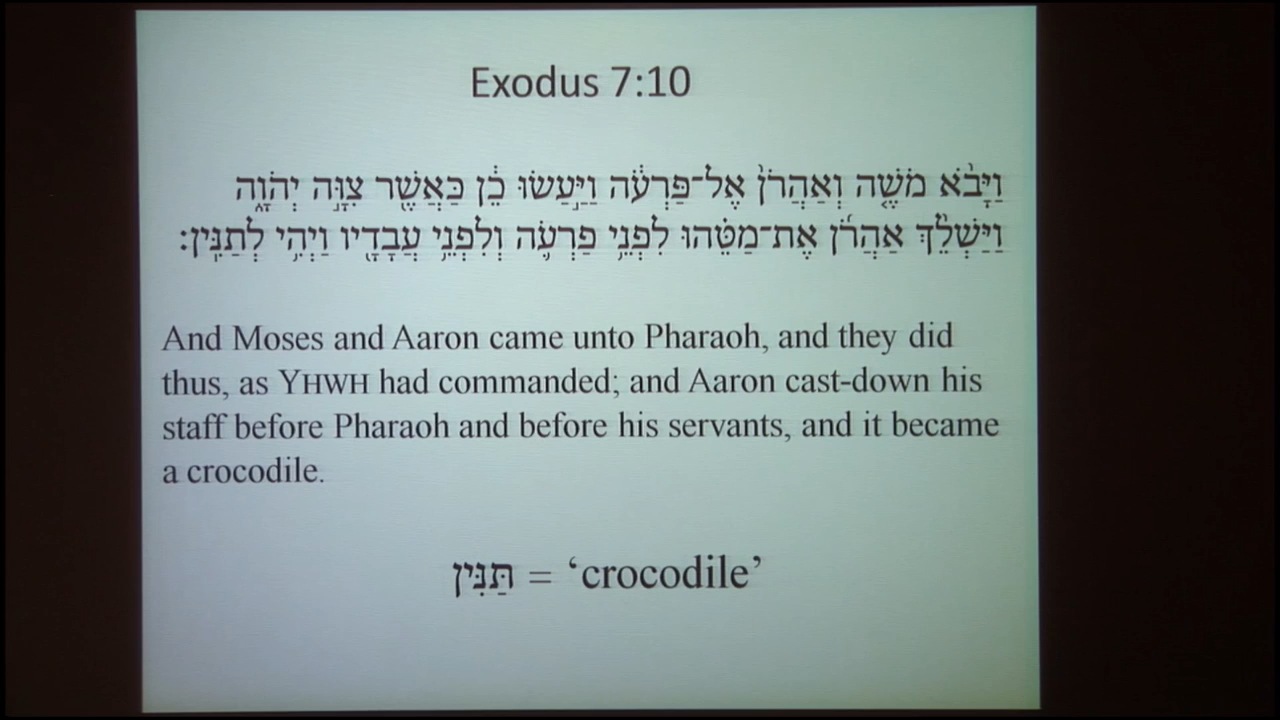 Exodus 7:10
וַיָּבֹ֨א מֹשֶׁ֤ה וְאַהֲרֹן֙ אֶל־פַּרְעֹ֔ה וַיַּ֣עֲשׂוּ כֵ֔ן כַּאֲשֶׁ֖ר צִוָּ֣ה יְהֹוָ֑ה
וַיַּשְׁלֵ֨ךְ אַהֲרֹ֜ן אֶת־מַטֵּ֗הוּ לִפְנֵ֥י פַרְעֹ֛ה וְלִפְנֵ֥י עֲבָדָ֖יו וַיְהִ֥י לְתַנִּֽין׃
And Moses and Aaron came unto Pharaoh, and they did
thus, as YHWH had commanded; and Aaron cast-down his
staff before Pharaoh and before his servants, and it became
a crocodile.
תַּנִּין = ‘crocodile’